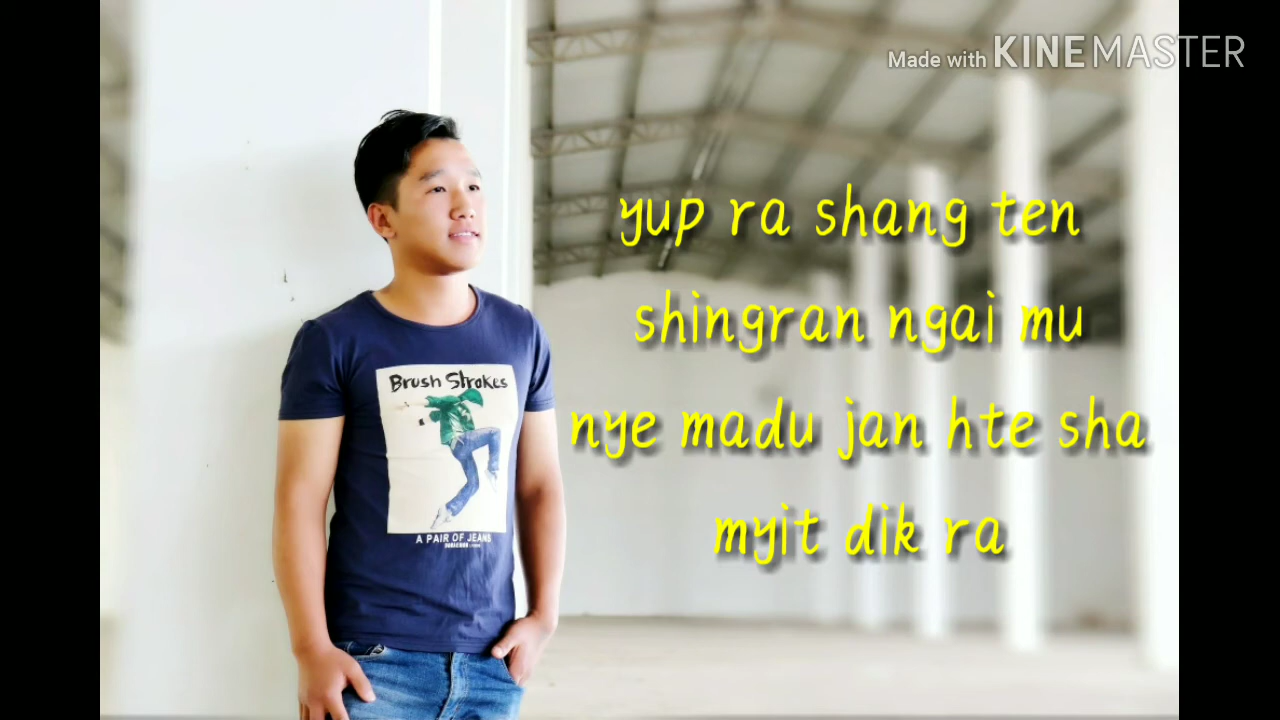 Made with KINEMASTER
yup ra shang ten
shingran ngai mu
nye madu jan hte sha
myit dik ra
Brush Strokes
A PAIR OF JEANS